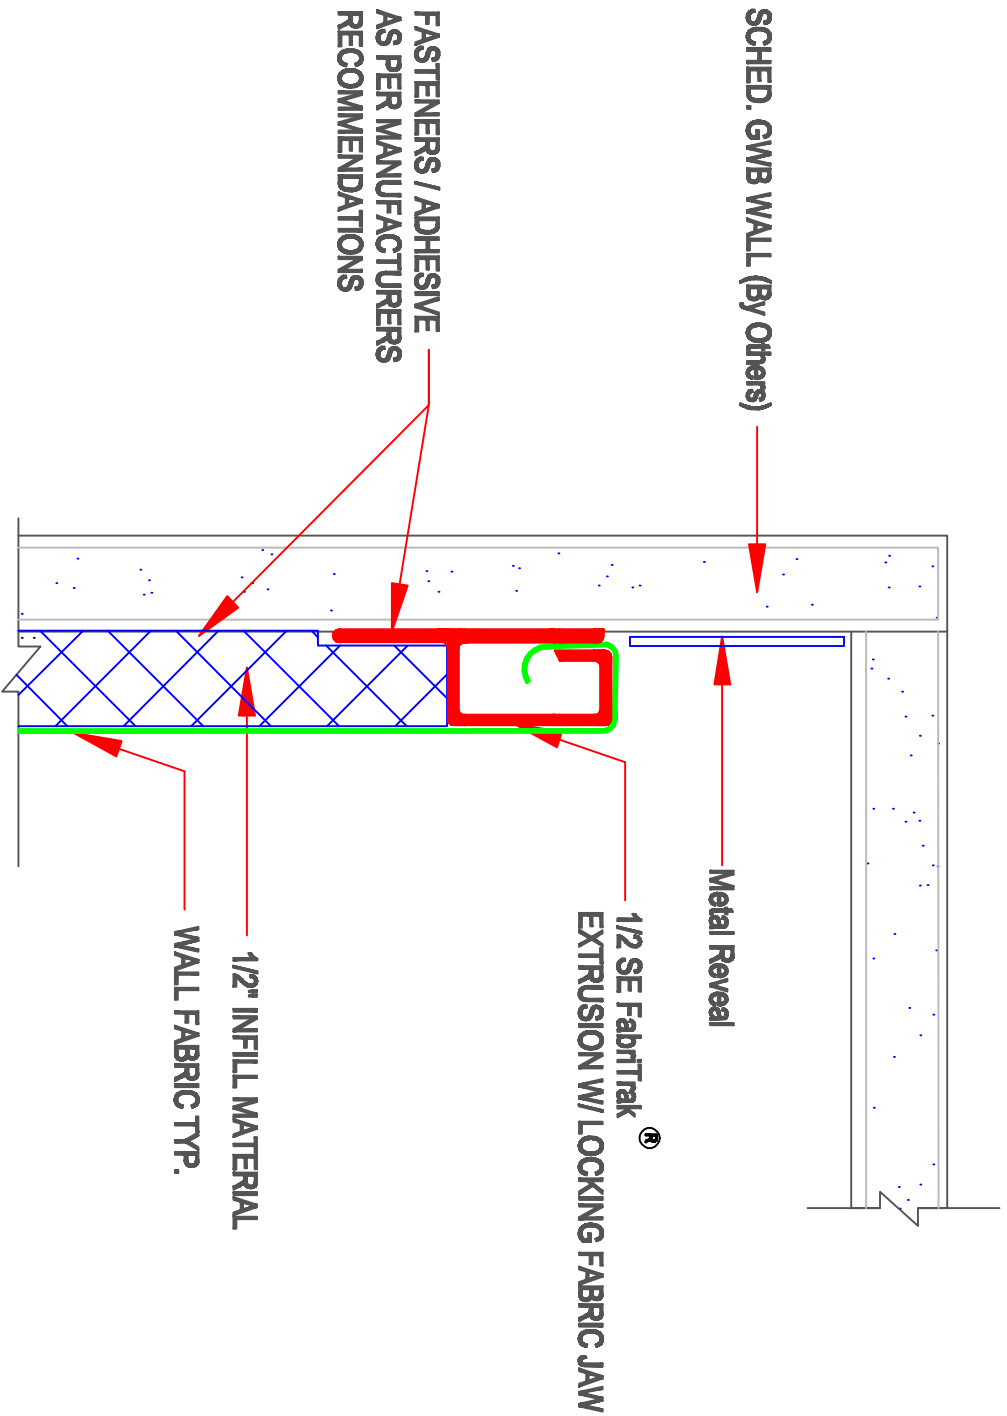 SCHED. GWB WALL (By Others)
FASTENERS / ADHESIVE
AS PER MANUFACTURERS
RECOMMENDATIONS
Metal Reveal
1/2 SE FabriTrak ®
EXTRUSION W/ LOCKING FABRIC JAW
1/2" INFILL MATERIAL
WALL FABRIC TYP.